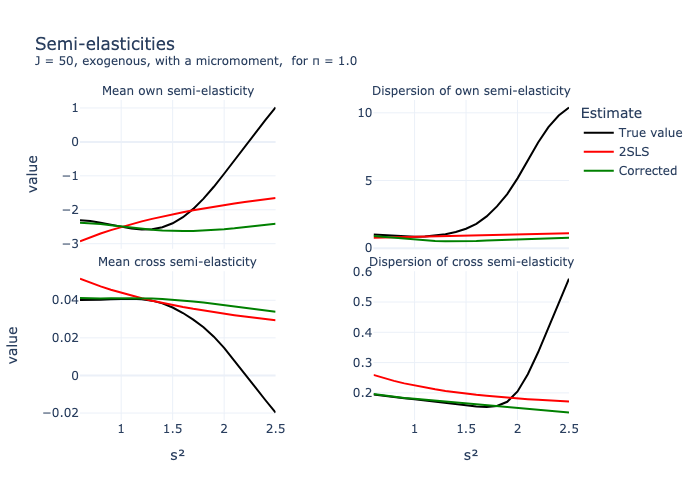 Semi-elasticities
J = 50, exogenous, with a micromoment,  for π = 1.0
Mean own semi-elasticity
Dispersion of own semi-elasticity
Estimate
True value
2SLS
Corrected
value
1
0
−1
−2
−3
10
5
0
Mean cross semi-elasticity
Dispersion of cross semi-elasticity
value
0.04
0.02
0
−0.02
0.6
0.5
0.4
0.3
0.2
1
1.5
2
2.5
1
1.5
2
2.5
s²
s²